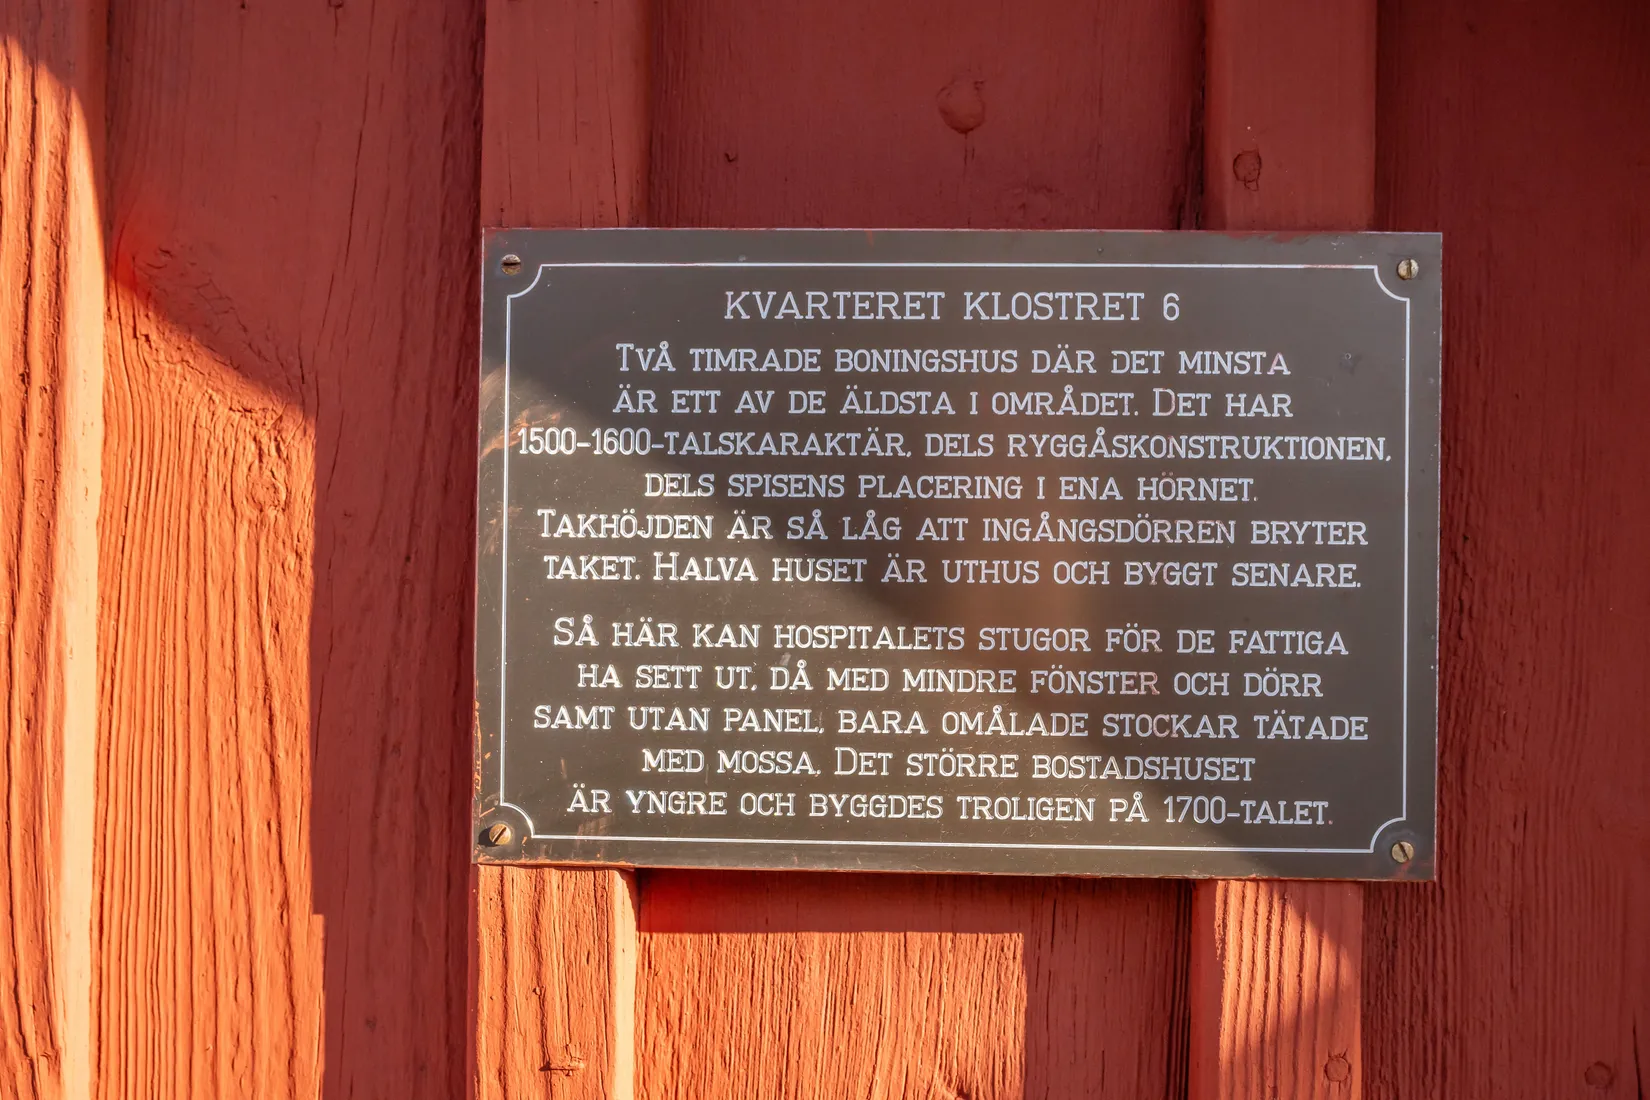 KVARTERET KLOSTRET 6
TVÅ TIMRADE BONINGSHUS DÄR DET MINSTA
ÄR ETT AV DE ÄLDSTA I OMRÅDET. DET HAR
1500-1600-TALSKARAKTÄR, DELS RYGGÅSKONSTRUKTIONEN,
DELS SPISENS PLACERING I ENA HÖRNET.
TAKHÖJDEN ÄR SÅ LÅG ATT INGÅNGSDÖRREN BRYTER
TAKET. HALVA HUSET ÄR UTHUS OCH BYGGT SENARE.
SÅ HÄR KAN HOSPITALETS STUGOR FÖR DE FATTIGA
HA SETT UT, DÅ MED MINDRE FÖNSTER OCH DÖRR
SAMT UTAN PANEL, BARA OMÅLADE STOCKAR TÄTADE
MED MOSSA. DET STÖRRE BOSTADSHUSET
ÄR YNGRE OCH BYGGDES TROLIGEN PÅ 1700-TALET.